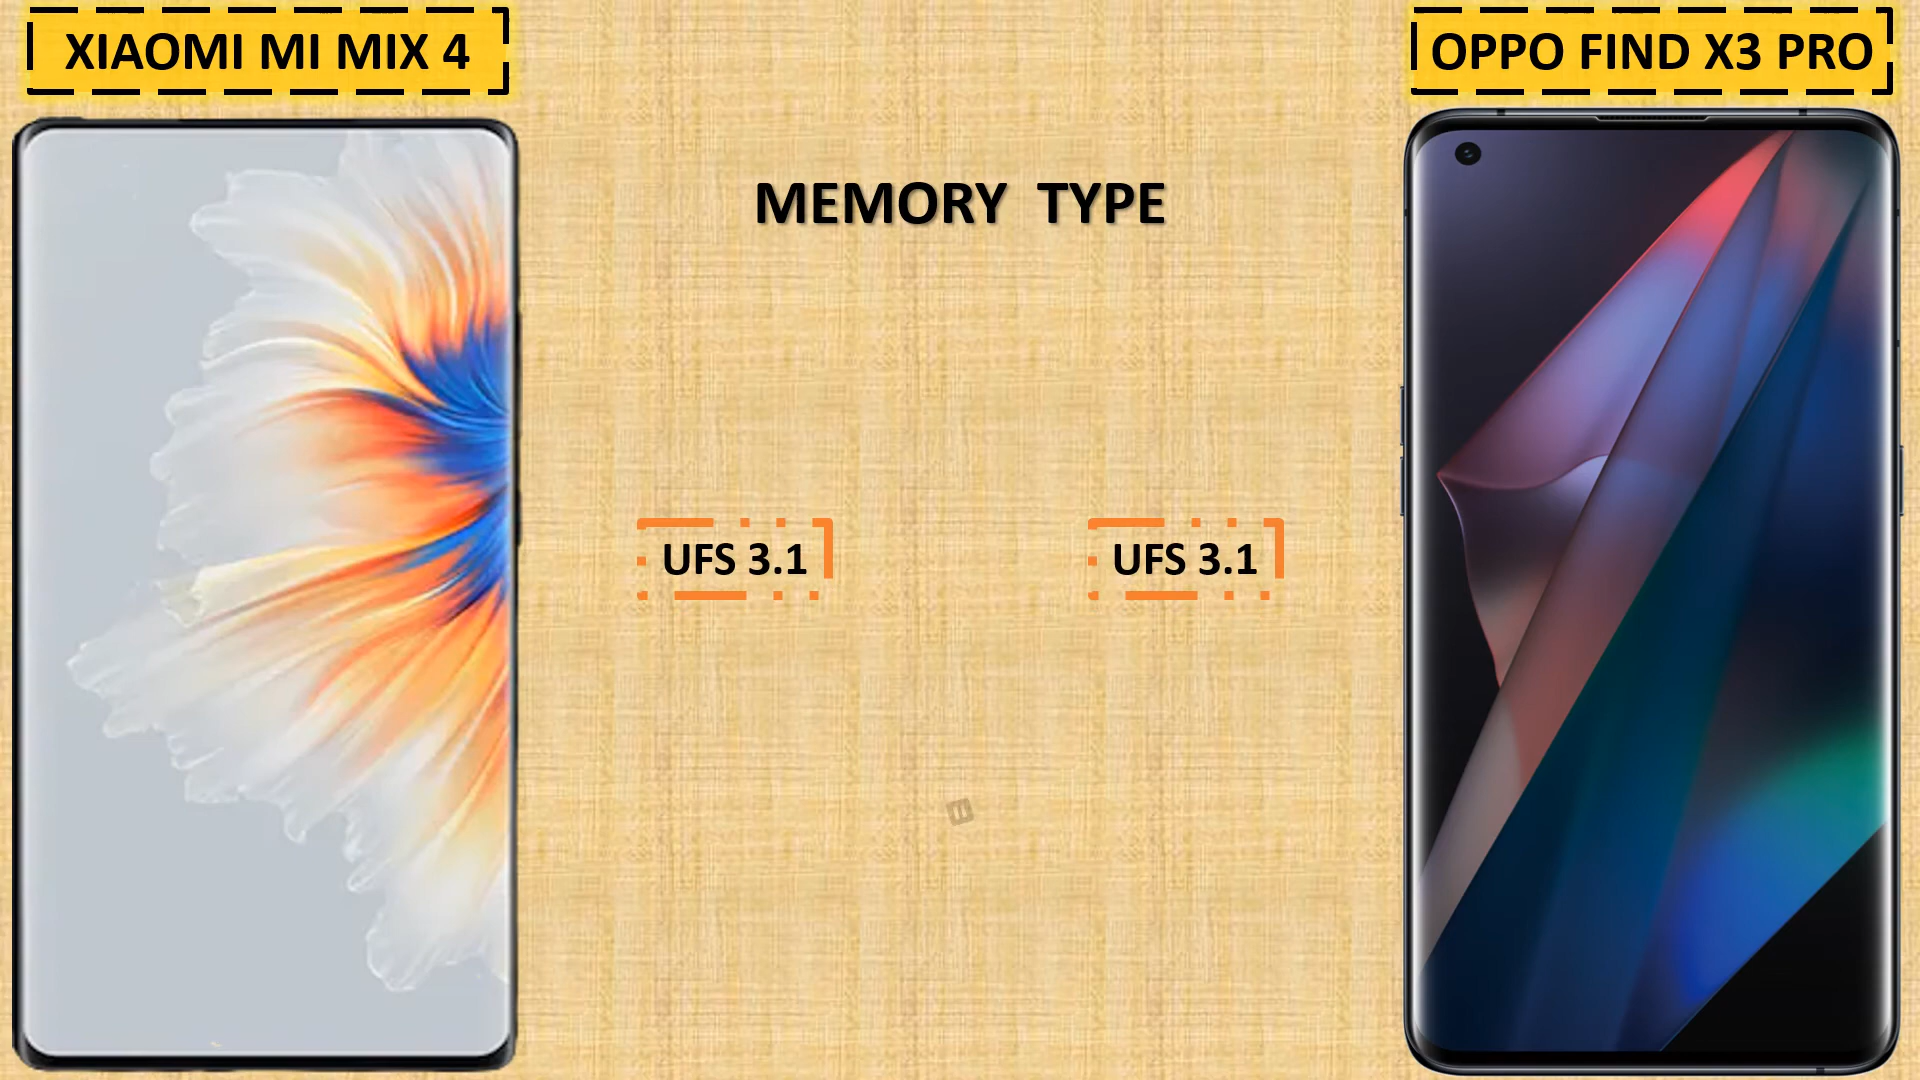 XIAOMI MI MIX 4
OPPO FIND X3 PRO
MEMORY TYPE
UFS 3.1
UFS 3.1